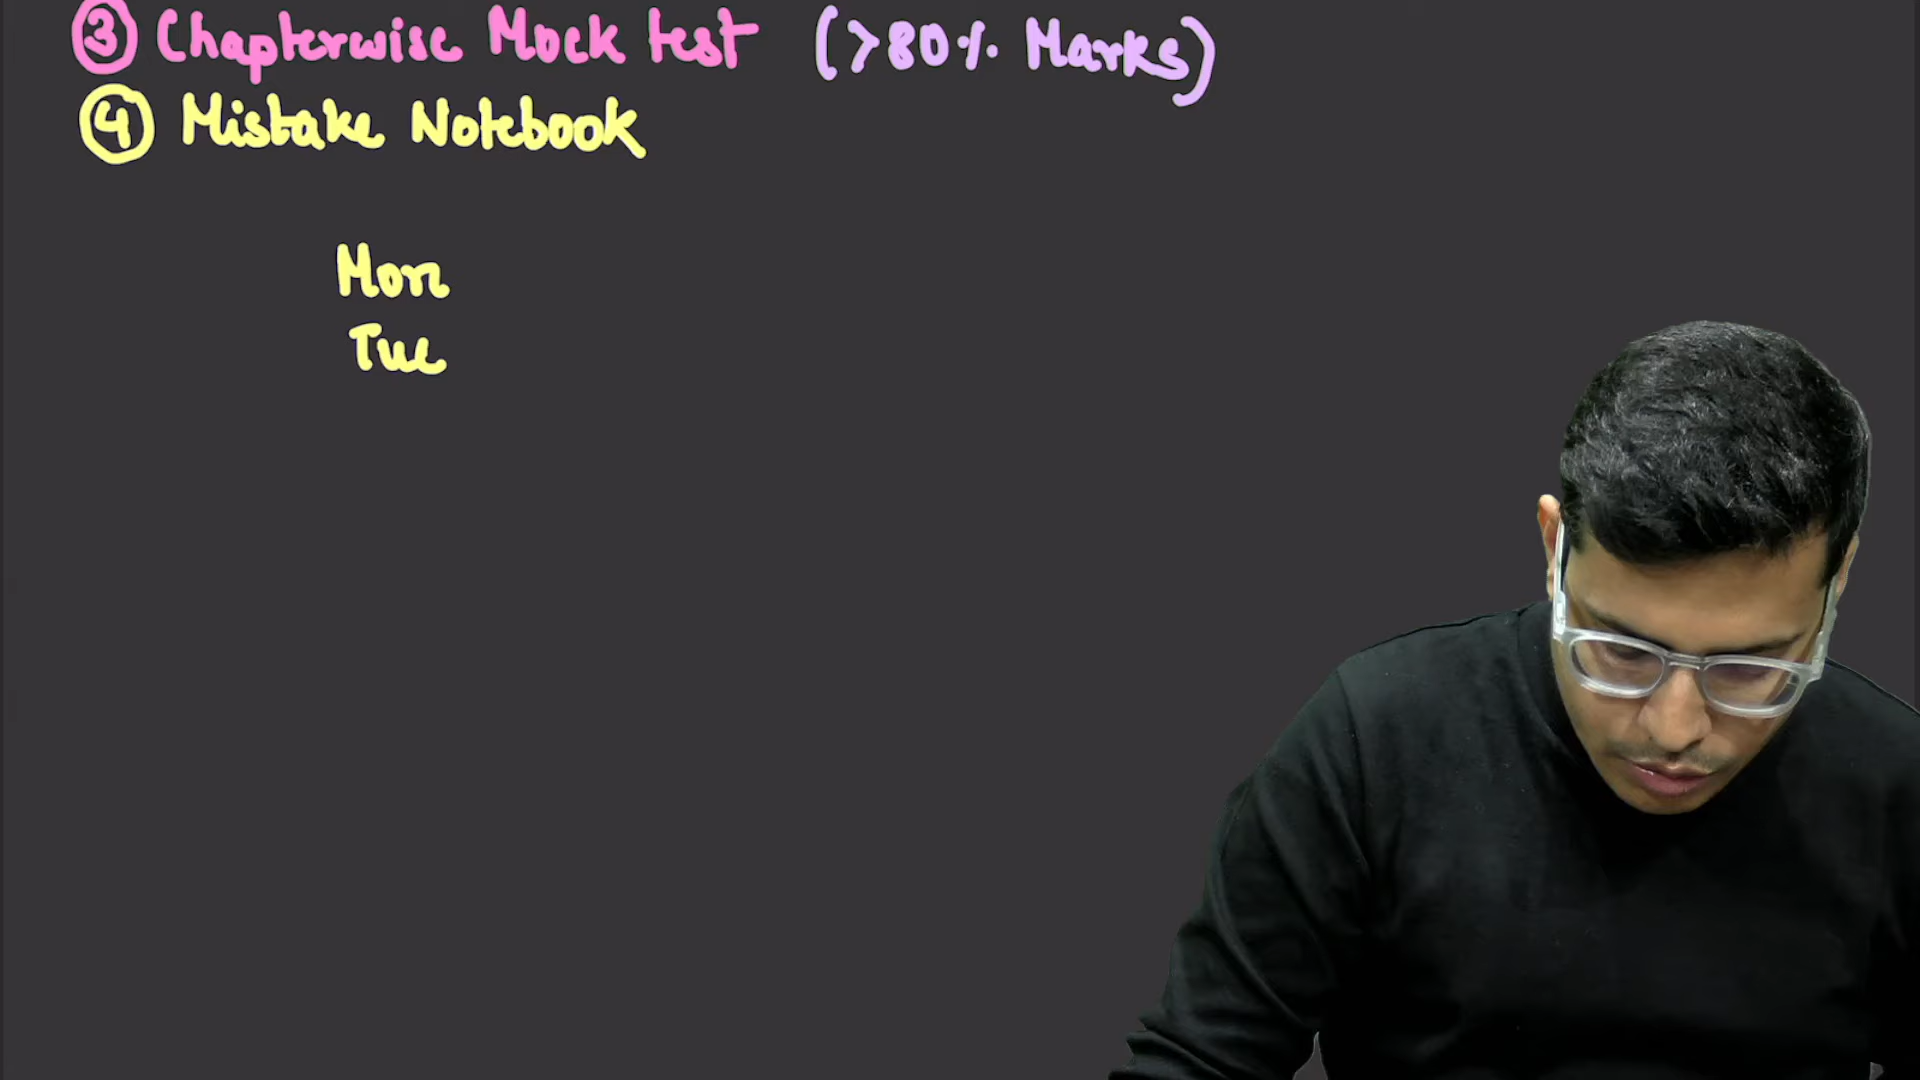 ③ Chapterwise Mock test (>80% Marks)
④ Mistake Notebook
Mon
Tue